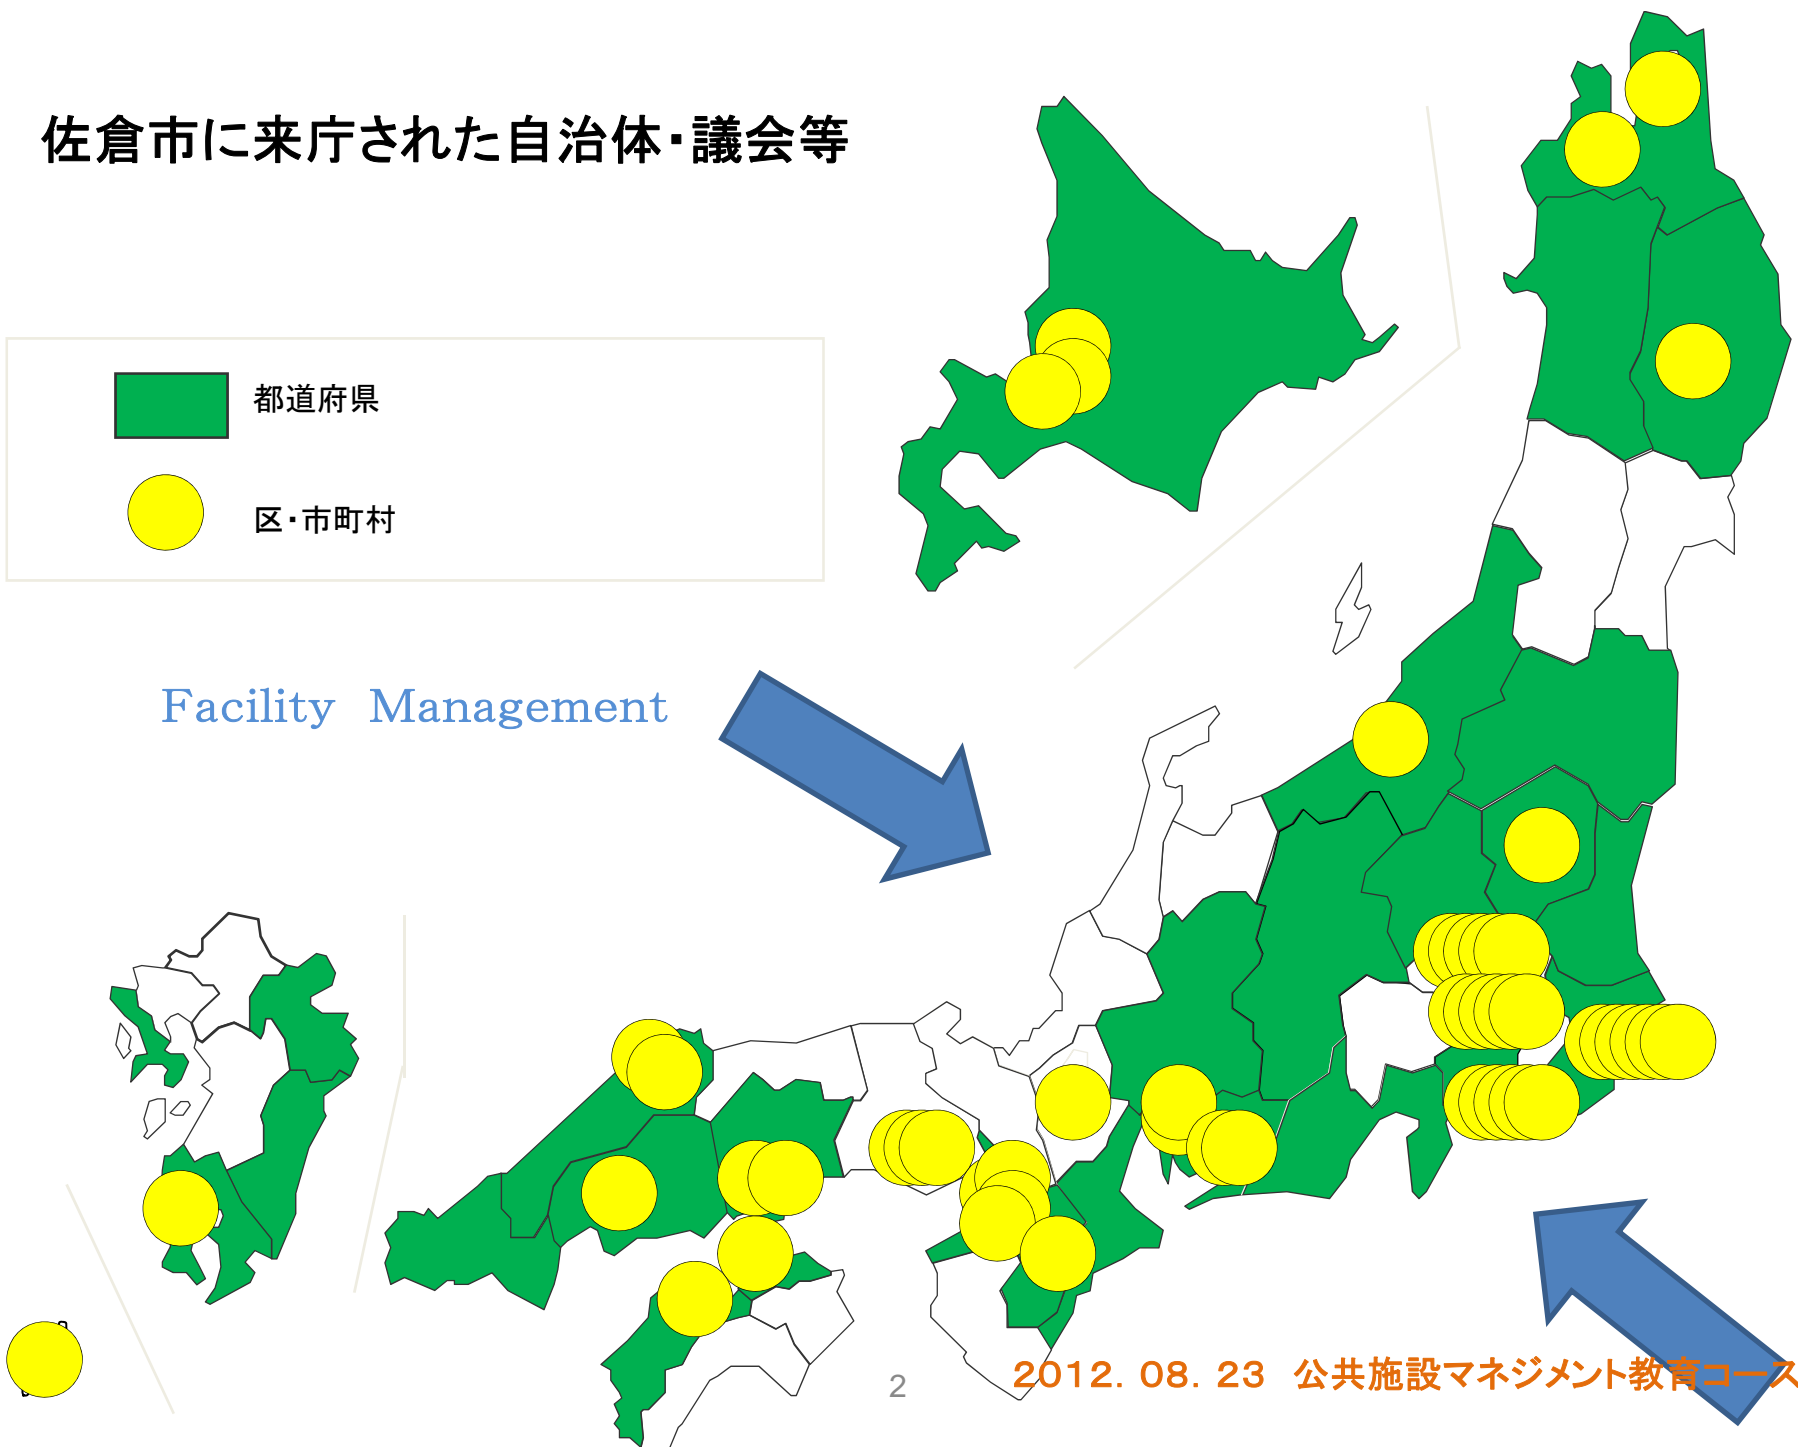 佐倉市に来庁された自治体・議会等
都道府県
区・市町村
Facility Management
2
2012.08.23 公共施設マネジメント教育コース